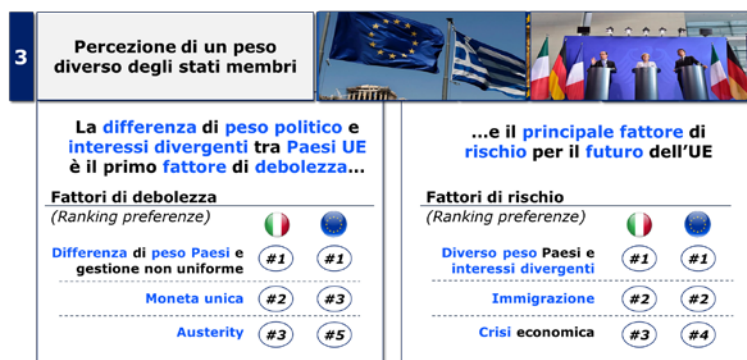 3
Percezione di un peso
diverso degli stati membri
La differenza di peso politico e
interessi divergenti tra Paesi UE
è il primo fattore di debolezza...
Fattori di debolezza
(Ranking preferenze)
Differenza di peso Paesi e
gestione non uniforme
#1 #1
Moneta unica #2 #3
Austerity #3 #5
...e il principale fattore di
rischio per il futuro dell'UE
Fattori di rischio
(Ranking preferenze)
Diverso peso Paesi e
interessi divergenti
#1 #1
Immigrazione #2 #2
Crisi economica #3 #4